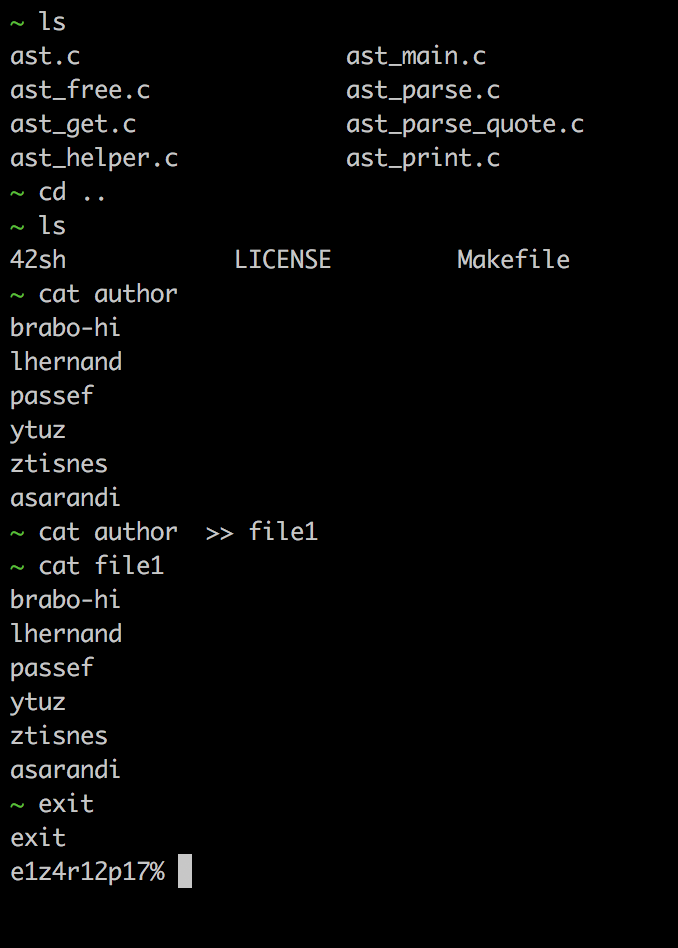 ~ ls
ast.c                   ast_main.c
ast_free.c              ast_parse.c
ast_get.c               ast_parse_quote.c
ast_helper.c            ast_print.c
~ cd ..
~ ls
42sh            LICENSE         Makefile
~ cat author
brabo-hi
lhernand
passef
ytuz
ztisnes
asarandi
~ cat author  >> file1
~ cat file1
brabo-hi
lhernand
passef
ytuz
ztisnes
asarandi
~ exit
exit
e1z4r12p17%